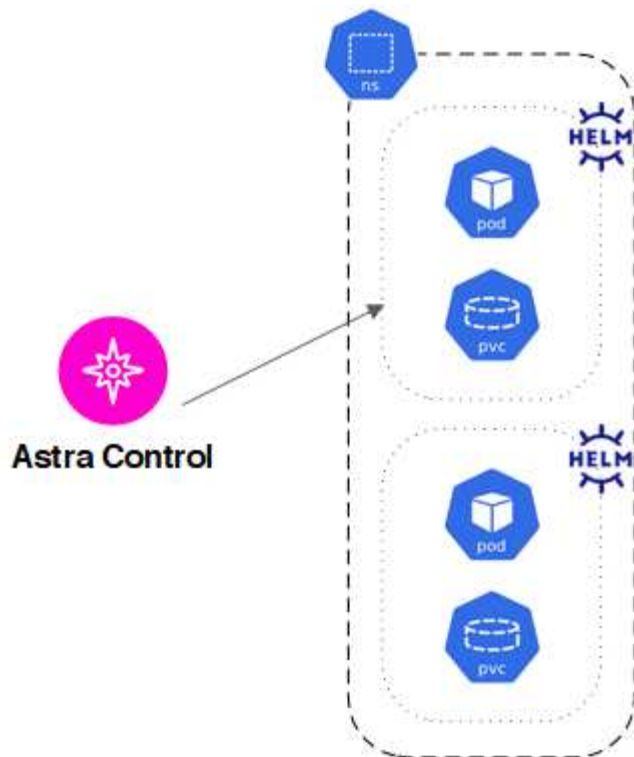 ns
HELM
pod
pvc
Astra Control
HELM
pod
pvc